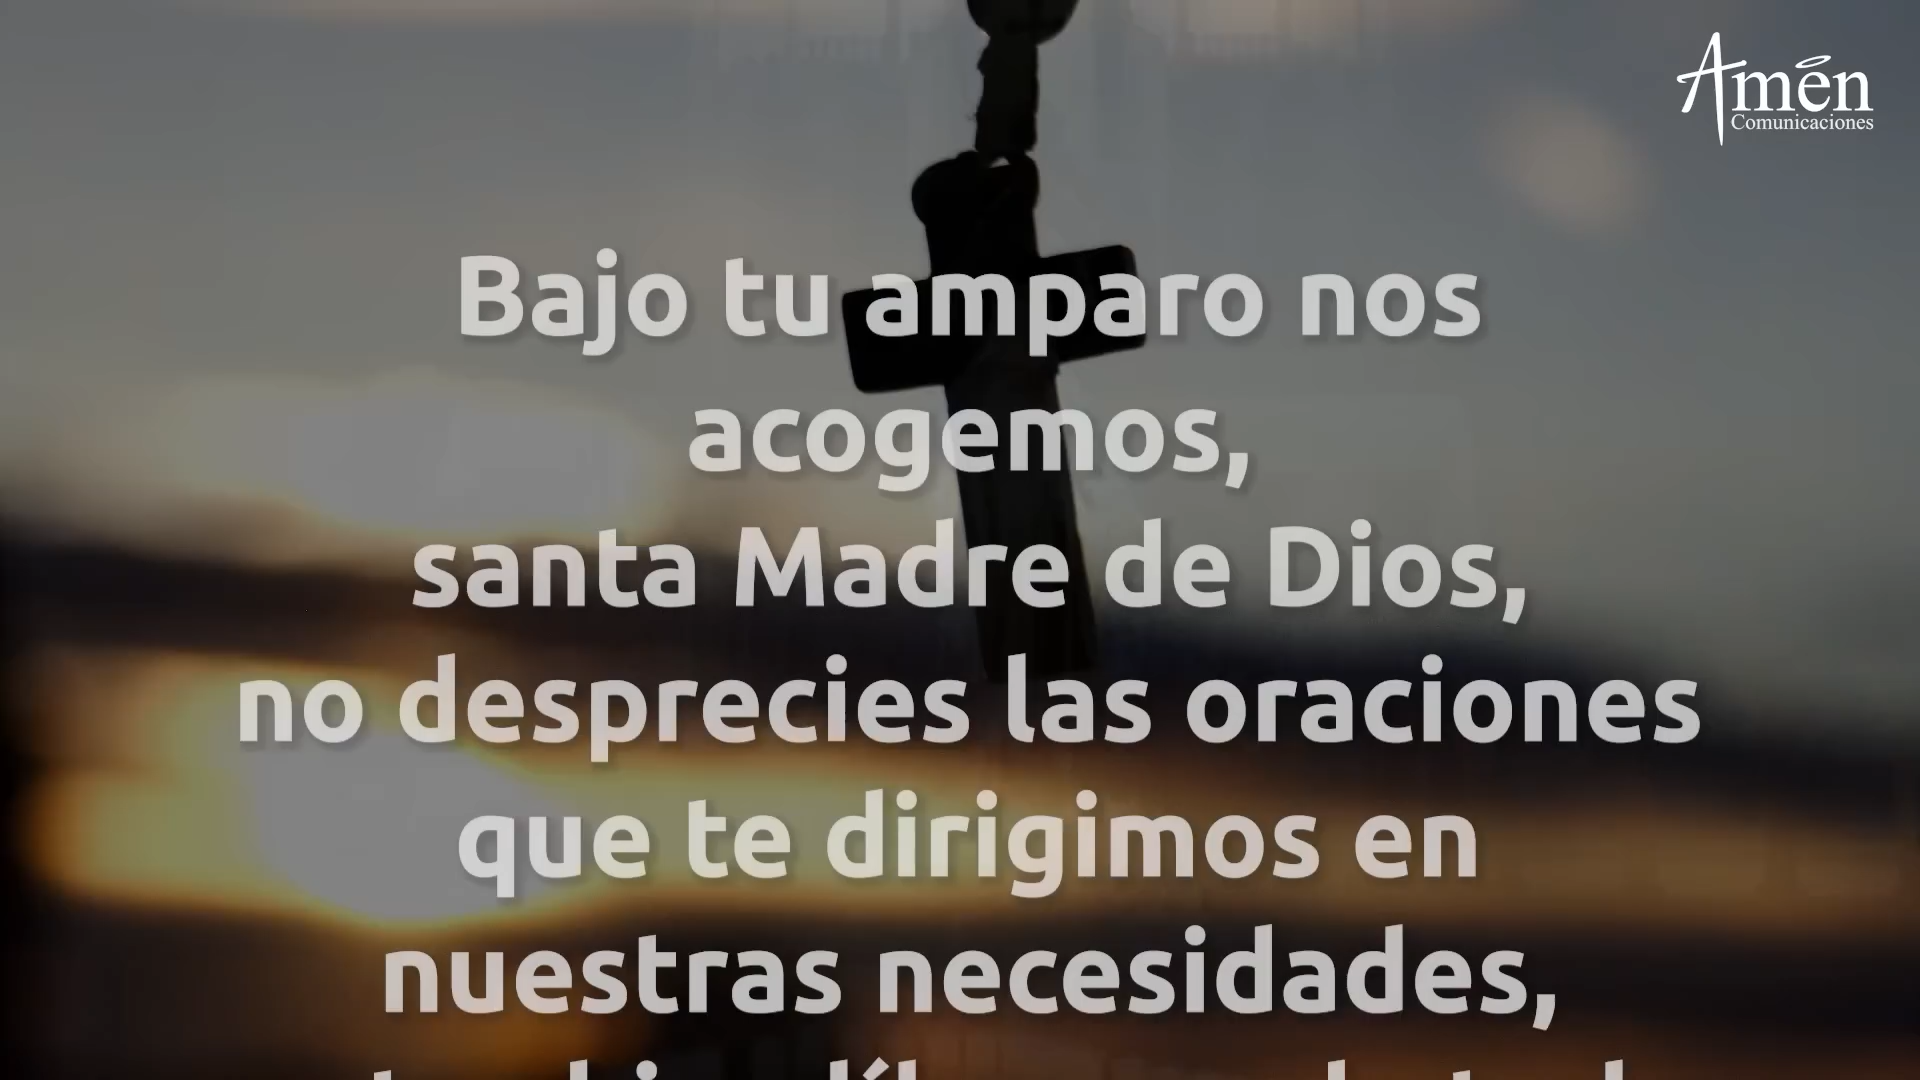 Amén
Comunicaciones
Bajo tu amparo nos
acogemos,
santa Madre de Dios,
no desprecies las oraciones
que te dirigimos en
nuestras necesidades,